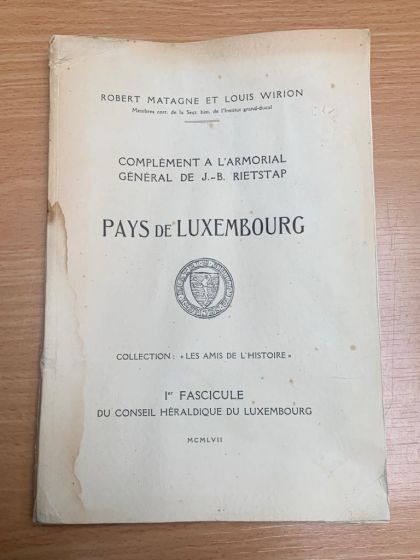 ROBERT MATAGNE ET LOUIS WIRION
Membres corr. de la Sect. hist. de l'Institut grand-ducal
COMPLÉMENT A L'ARMORIAL
GÉNÉRAL DE J.-B. RIETSTAP
PAYS DE LUXEMBOURG
COLLECTION: « LES AMIS DE L'HISTOIRE »
Ier FASCICULE
DU CONSEIL HÉRALDIQUE DU LUXEMBOURG
MCMLVII